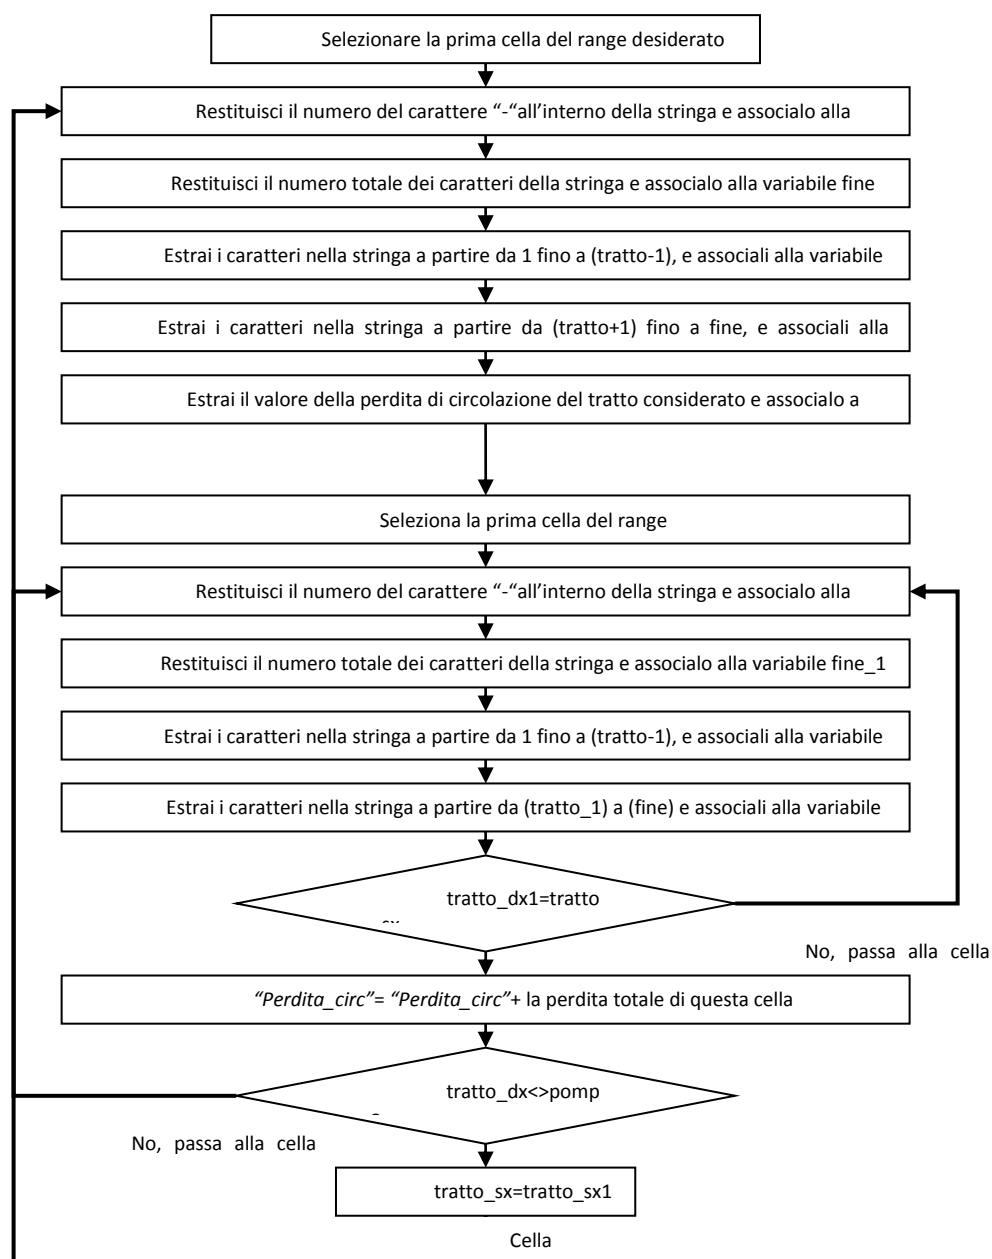 Selezionare la prima cella del range desiderato
Restituisci il numero del carattere “-“all’interno della stringa e associalo alla
Restituisci il numero totale dei caratteri della stringa e associalo alla variabile fine
Estrai i caratteri nella stringa a partire da 1 fino a (tratto-1), e associali alla variabile
Estrai i caratteri nella stringa a partire da (tratto+1) fino a fine, e associali alla
Estrai il valore della perdita di circolazione del tratto considerato e associalo a
Seleziona la prima cella del range
Restituisci il numero del carattere “-“all’interno della stringa e associalo alla
Restituisci il numero totale dei caratteri della stringa e associalo alla variabile fine_1
Estrai i caratteri nella stringa a partire da 1 fino a (tratto-1), e associali alla variabile
Estrai i caratteri nella stringa a partire da (tratto_1) a (fine) e associali alla variabile
tratto_dx1=tratto
No, passa alla cella
“Perdita_circ”= “Perdita_circ”+ la perdita totale di questa cella
tratto_dx<>pomp
No, passa alla cella
tratto_sx=tratto_sx1
Cella